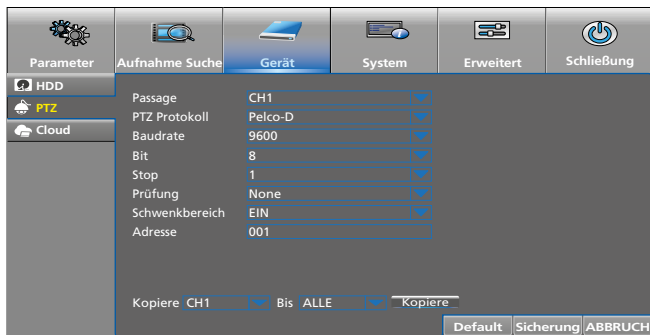 Parameter Aufnahme Suche Gerät System Erweitert Schließung
HDD
PTZ
Cloud
Passage CH1
PTZ Protokoll Pelco-D
Baudrate 9600
Bit 8
Stop 1
Prüfung None
Schwenkbereich EIN
Adresse 001
Kopiere CH1 Bis ALLE Kopiere
Default Sicherung ABBRUCH